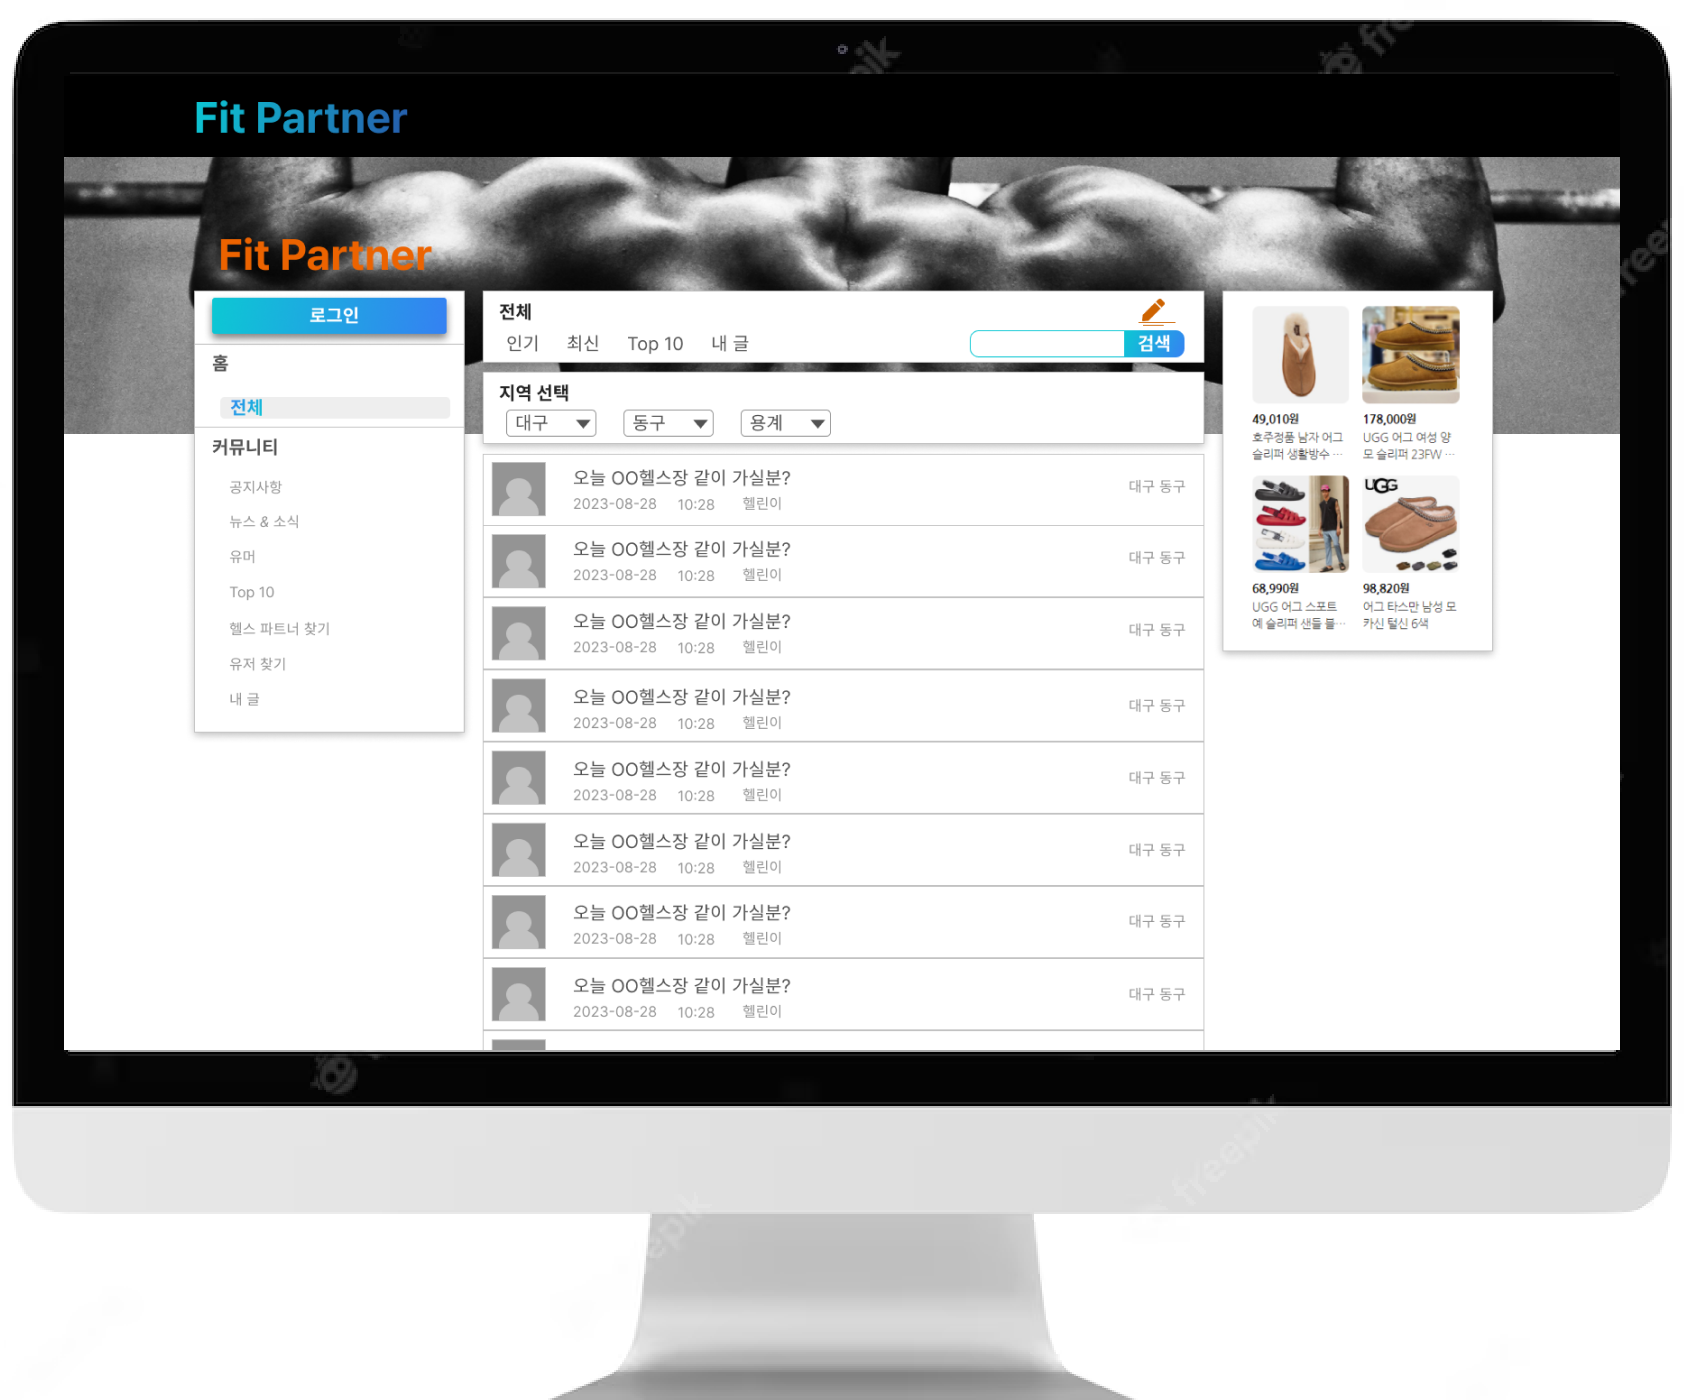 Fit Partner
Fit Partner
로그인
홈
전체
커뮤니티
공지사항
뉴스 & 소식
유머
Top 10
헬스 파트너 찾기
유저 찾기
내 글
전체
인기 최신 Top 10 내 글
검색
지역 선택
대구 동구 용계
오늘 OO헬스장 같이 가실분?
2023-08-28 10:28 헬린이
대구 동구
오늘 OO헬스장 같이 가실분?
2023-08-28 10:28 헬린이
대구 동구
오늘 OO헬스장 같이 가실분?
2023-08-28 10:28 헬린이
대구 동구
오늘 OO헬스장 같이 가실분?
2023-08-28 10:28 헬린이
대구 동구
오늘 OO헬스장 같이 가실분?
2023-08-28 10:28 헬린이
대구 동구
오늘 OO헬스장 같이 가실분?
2023-08-28 10:28 헬린이
대구 동구
오늘 OO헬스장 같이 가실분?
2023-08-28 10:28 헬린이
대구 동구
오늘 OO헬스장 같이 가실분?
2023-08-28 10:28 헬린이
대구 동구
49,010원
호주정품 남자 어그
슬리퍼 생활방수 …
178,000원
UGG 어그 여성 양
모 슬리퍼 23FW …
UGG
68,990원
UGG 어그 스포트
예 슬리퍼 샌들 블…
98,820원
어그 타스만 남성 모
카신 털신 6색
freepik